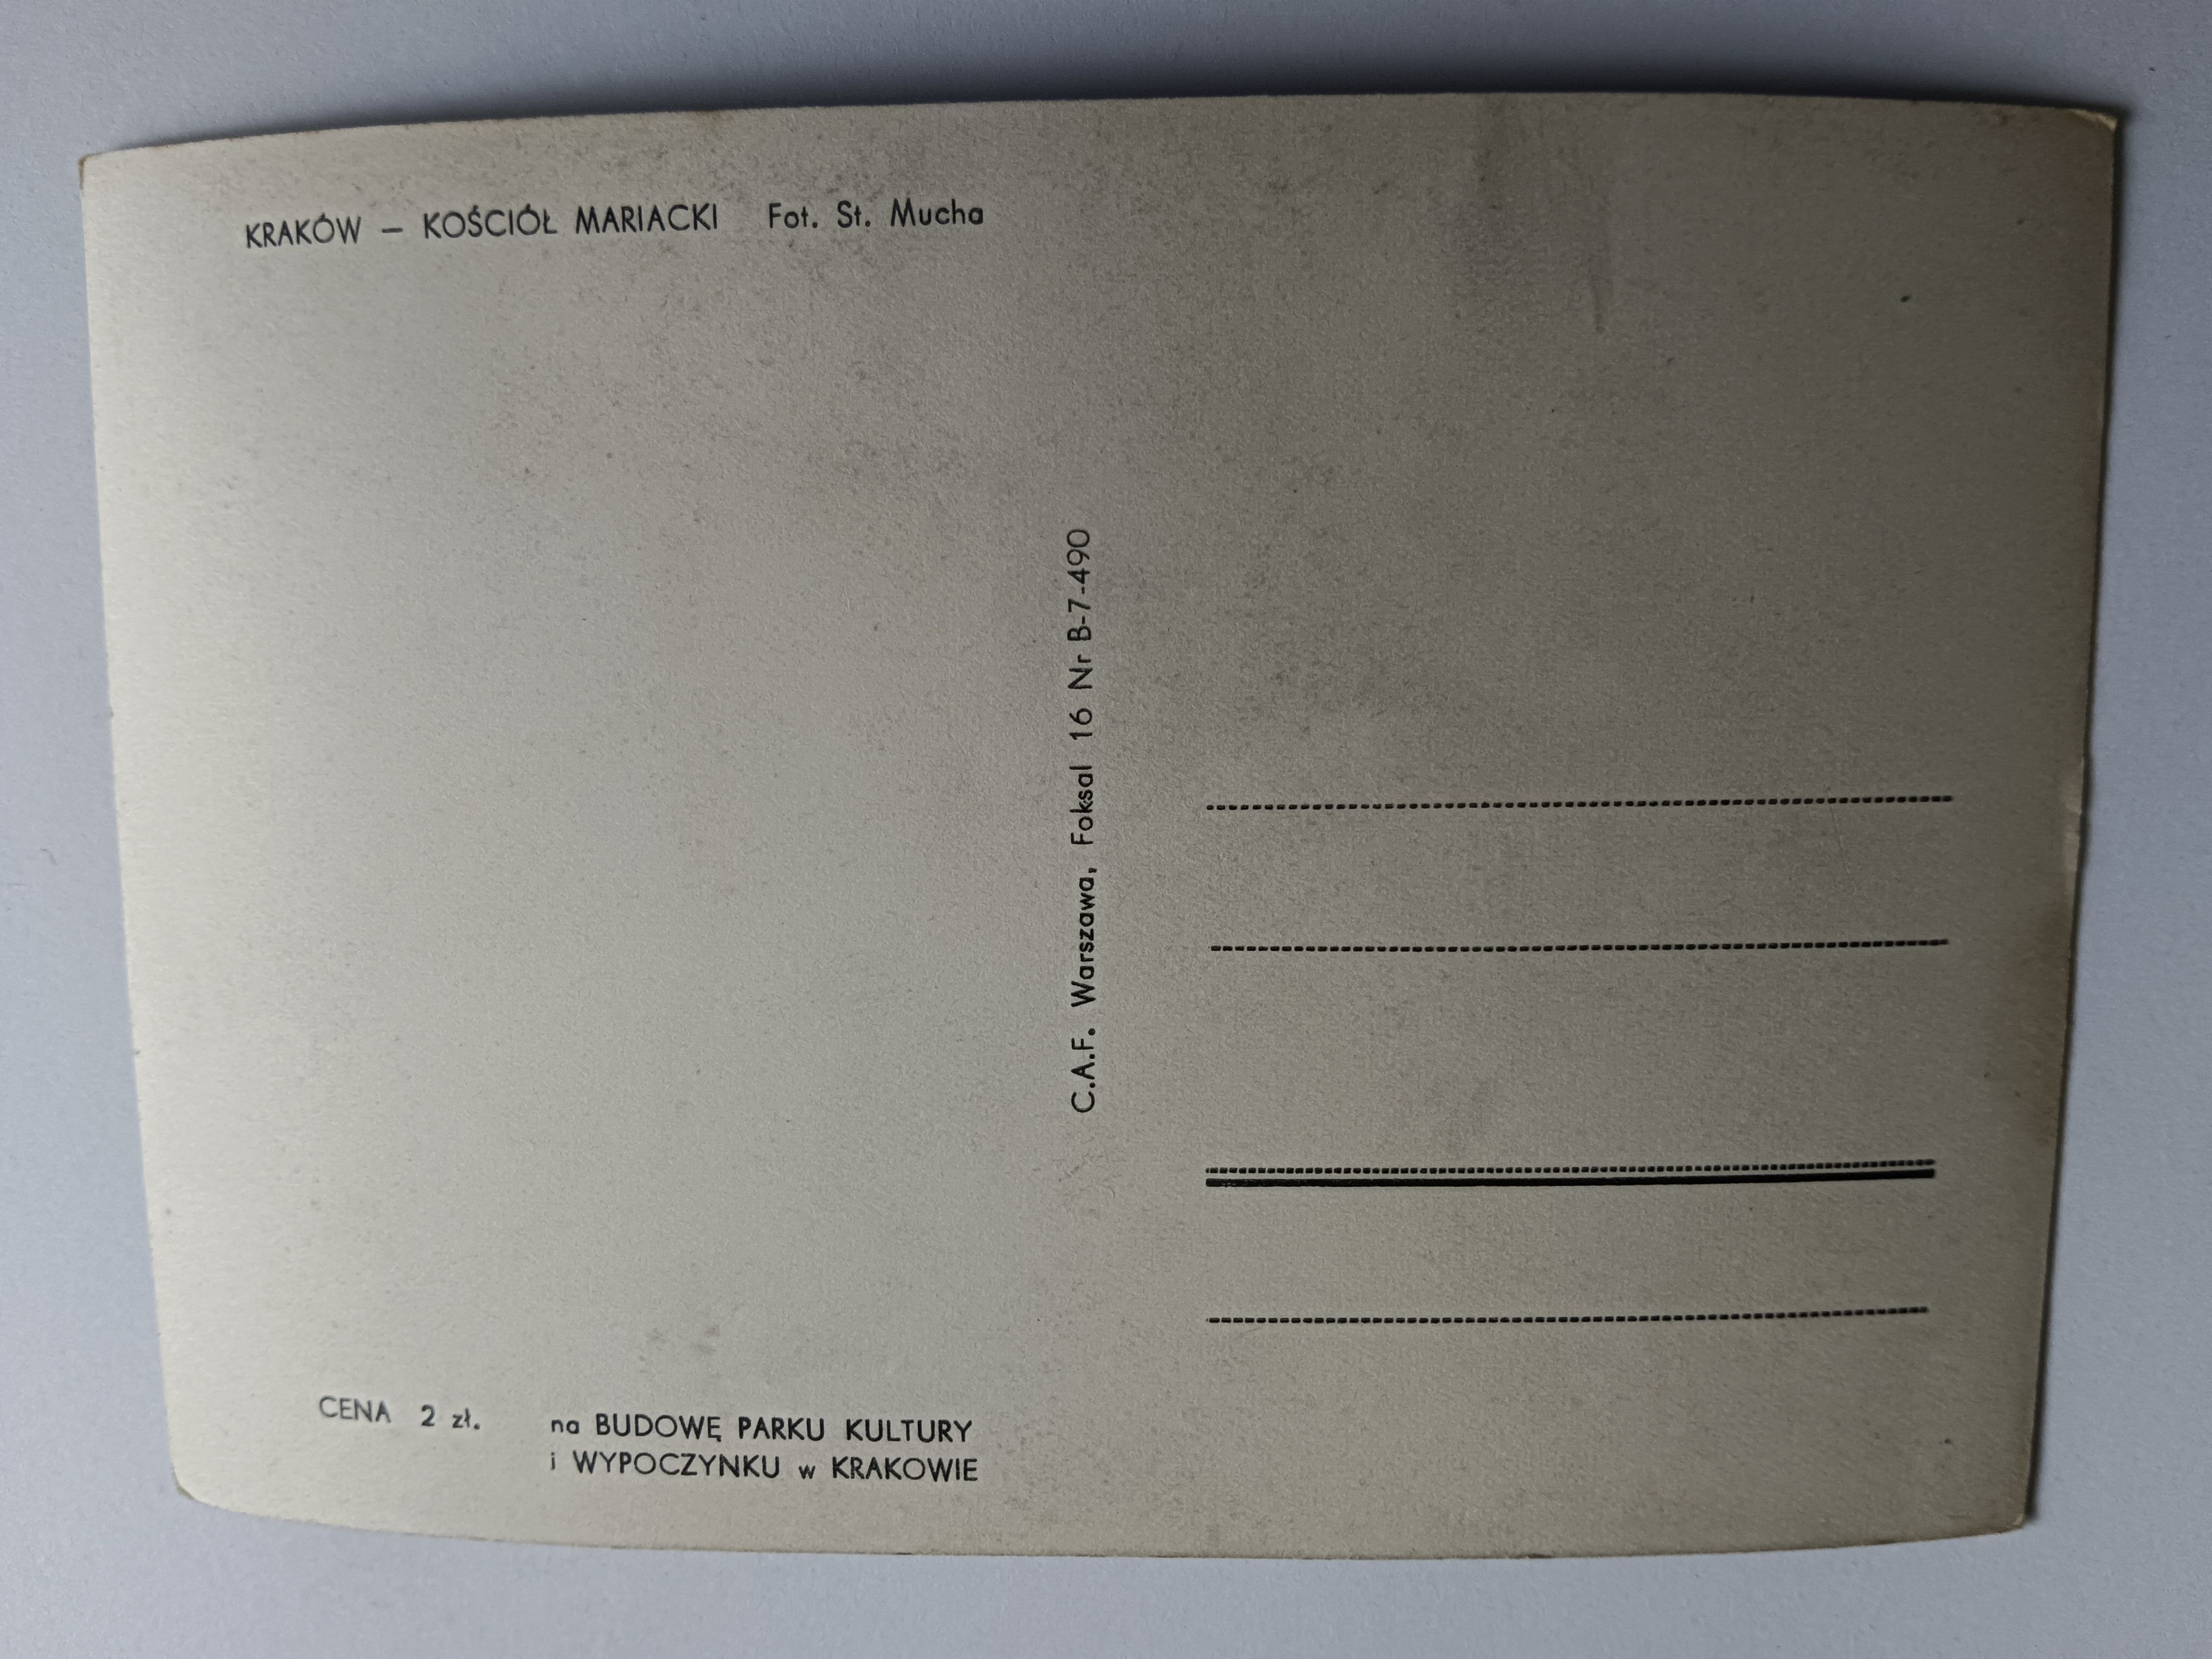 KRAKÓW — KOŚCIÓŁ MARIACKI Fot. St. Mucha
C.A.F. Warszawa, Foksal 16 Nr B-7-490
CENA 2 zł. na BUDOWĘ PARKU KULTURY
i WYPOCZYNKU w KRAKOWIE